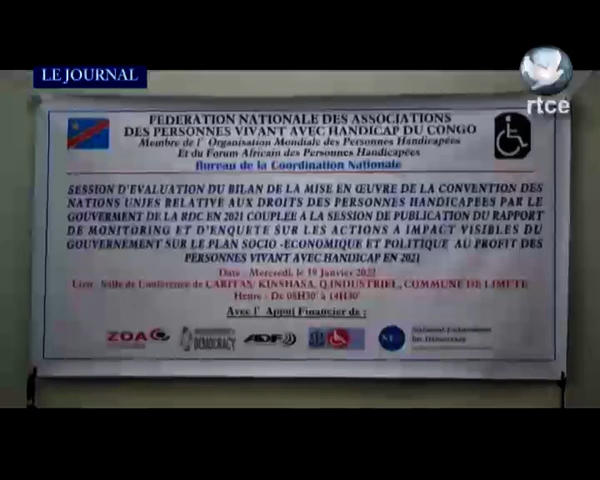 LE JOURNAL
rtce
FEDERATION NATIONALE DES ASSOCIATIONS
DES PERSONNES VIVANT AVEC HANDICAP DU CONGO
Membre de l' Organisation Mondiale des Personnes Handicapées
Et du Forum Africain des Personnes Handicapées
Bureau de la Coordination Nationale
SESSION D'EVALUATION DU BILAN DE LA MISE EN ŒUVRE DE LA CONVENTION DES
NATIONS UNIES RELATIVE AUX DROITS DES PERSONNES HANDICAPEES PAR LE
GOUVERMENT DE LA RDC EN 2021 COUPLEE A LA SESSION DE PUBLICATION DU RAPPORT
DE MONITORING ET D'ENQUETE SUR LES ACTIONS A IMPACT VISIBLES DU
GOUVERNEMENT SUR LE PLAN SOCIO -ECONOMIQUE ET POLITIQUE AU PROFIT DES
PERSONNES VIVANT AVEC HANDICAP EN 2021
Date : Mercredi, le 19 Janvier 2022
Lieu : Salle de Conférence de CARITAS/ KINSHASA, Q.INDUSTRIEL, COMMUNE DE LIMETE
Heure : De 08H30' à 14H30'
Avec l' Appui Financier de :
ZOA
DEMOCRACY
ADF
National Endowment
for Democracy